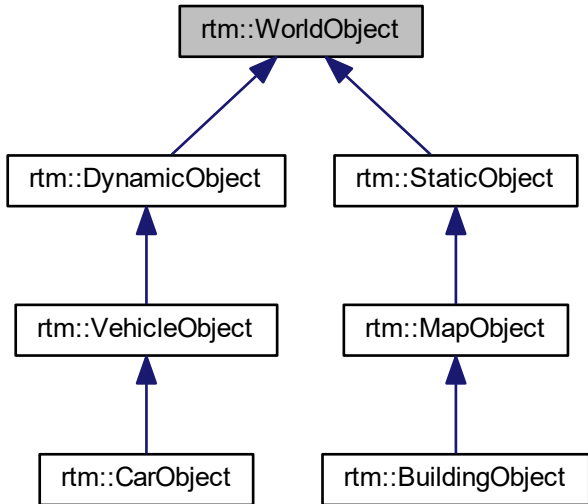 rtm::WorldObject
rtm::DynamicObject
rtm::StaticObject
rtm::VehicleObject
rtm::MapObject
rtm::CarObject
rtm::BuildingObject